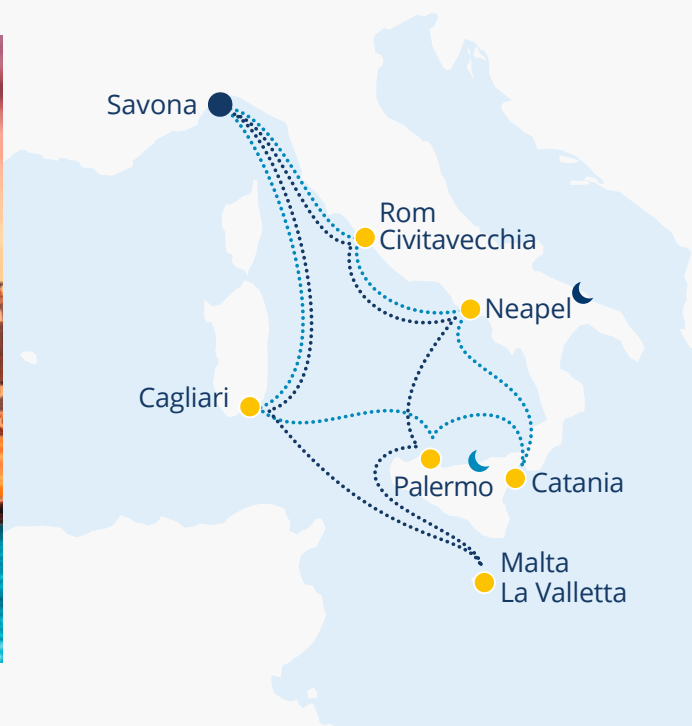 Savona
Rom
Civitavecchia
Neapel
Cagliari
Palermo
Catania
Malta
La Valletta